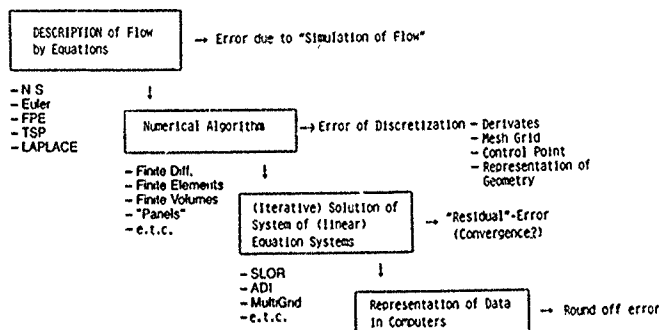 DESCRIPTION of Flow
by Equations
→ Error due to "Simulation of Flow"
- N S
- Euler
- FPE
- TSP
- LAPLACE
Numerical Algorithm
→ Error of Discretization
- Derivates
- Mesh Grid
- Control Point
- Representation of
Geometry
- Finite Diff.
- Finite Elements
- Finite Volumes
- "Panels"
- e.t.c.
(Iterative) Solution of
System of (linear)
Equation Systems
→ "Residual"-Error
(Convergence?)
- SLOR
- ADI
- MultiGrid
- e.t.c.
Representation of Data
in Computers
→ Round off error